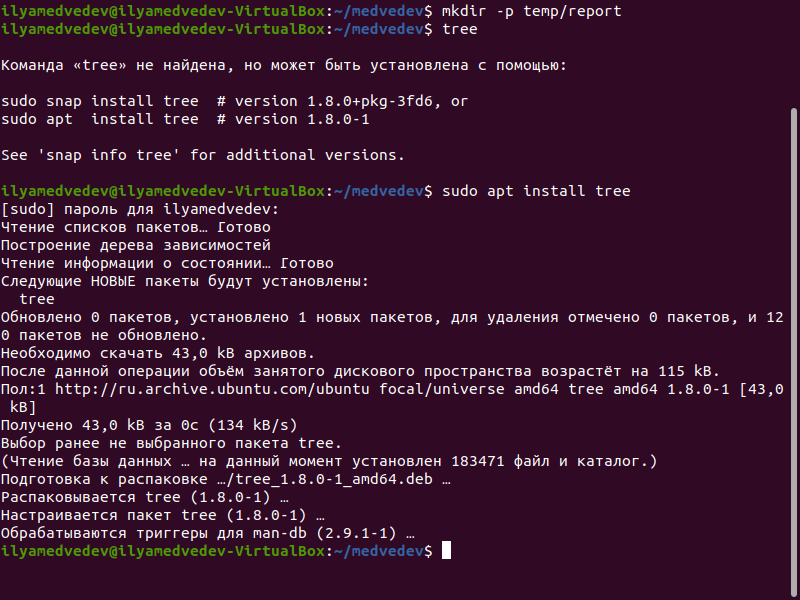 ilyamedvedev@ilyamedvedev-VirtualBox:~/medvedev$ mkdir -p temp/report
ilyamedvedev@ilyamedvedev-VirtualBox:~/medvedev$ tree
Команда «tree» не найдена, но может быть установлена с помощью:
sudo snap install tree  # version 1.8.0+pkg-3fd6, or
sudo apt  install tree  # version 1.8.0-1
See 'snap info tree' for additional versions.
ilyamedvedev@ilyamedvedev-VirtualBox:~/medvedev$ sudo apt install tree
[sudo] пароль для ilyamedvedev:
Чтение списков пакетов… Готово
Построение дерева зависимостей
Чтение информации о состоянии… Готово
Следующие НОВЫЕ пакеты будут установлены:
  tree
Обновлено 0 пакетов, установлено 1 новых пакетов, для удаления отмечено 0 пакетов, и 12
0 пакетов не обновлено.
Необходимо скачать 43,0 kB архивов.
После данной операции объём занятого дискового пространства возрастёт на 115 kB.
Пол:1 http://ru.archive.ubuntu.com/ubuntu focal/universe amd64 tree amd64 1.8.0-1 [43,0
 kB]
Получено 43,0 kB за 0с (134 kB/s)
Выбор ранее не выбранного пакета tree.
(Чтение базы данных … на данный момент установлен 183471 файл и каталог.)
Подготовка к распаковке …/tree_1.8.0-1_amd64.deb …
Распаковывается tree (1.8.0-1) …
Настраивается пакет tree (1.8.0-1) …
Обрабатываются триггеры для man-db (2.9.1-1) …
ilyamedvedev@ilyamedvedev-VirtualBox:~/medvedev$